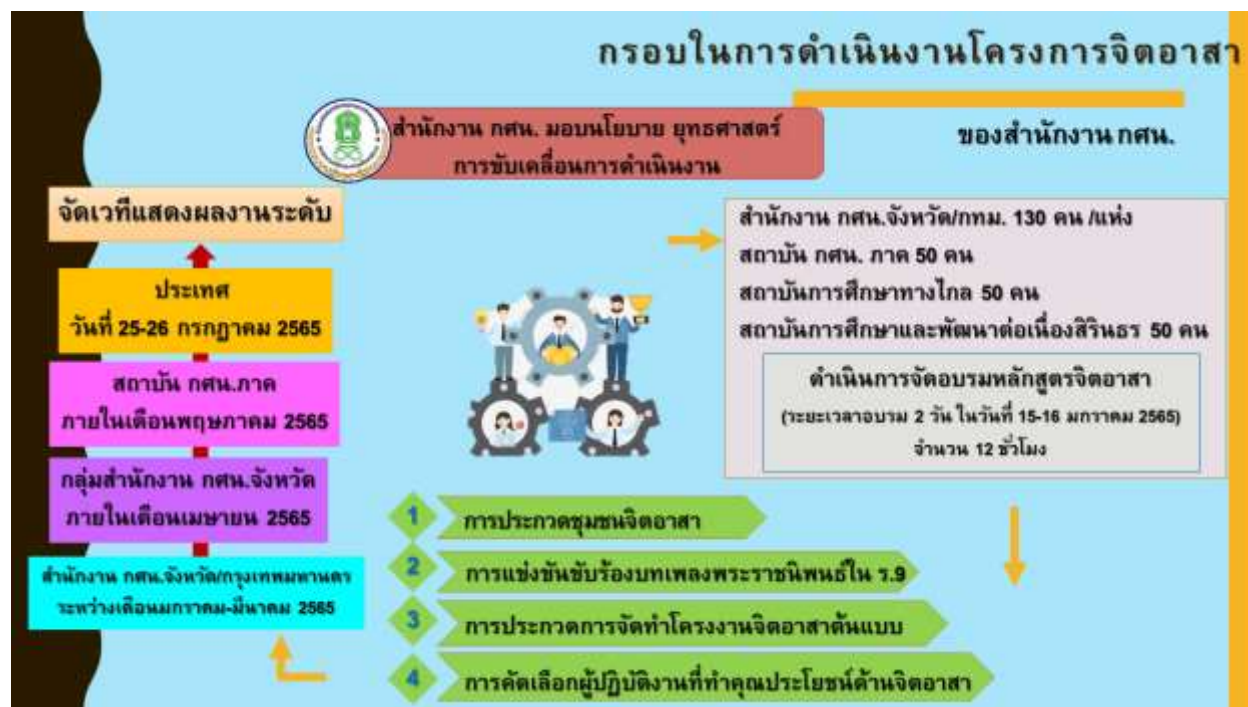 กรอบในการดำเนินงานโครงการจิตอาสา
ของสำนักงาน กศน.
สำนักงาน กศน. มอบนโยบาย ยุทธศาสตร์
การขับเคลื่อนการดำเนินงาน
สำนักงาน กศน.จังหวัด/กทม. 130 คน /แห่ง
สถาบัน กศน. ภาค 50 คน
สถาบันการศึกษาทางไกล 50 คน
สถาบันการศึกษาและพัฒนาต่อเนื่องสิรินธร 50 คน
ดำเนินการจัดอบรมหลักสูตรจิตอาสา
(ระยะเวลาอบรม 2 วัน ในวันที่ 15-16 มกราคม 2565)
จำนวน 12 ชั่วโมง
1 การประกวดชุมชนจิตอาสา
2 การแข่งขันขับร้องบทเพลงพระราชนิพนธ์ใน ร.9
3 การประกวดการจัดทำโครงงานจิตอาสาต้นแบบ
4 การคัดเลือกผู้ปฏิบัติงานที่ทำคุณประโยชน์ด้านจิตอาสา
จัดเวทีแสดงผลงานระดับ
ประเทศ
วันที่ 25-26 กรกฎาคม 2565
สถาบัน กศน.ภาค
ภายในเดือนพฤษภาคม 2565
กลุ่มสำนักงาน กศน.จังหวัด
ภายในเดือนเมษายน 2565
สำนักงาน กศน.จังหวัด/กรุงเทพมหานคร
ระหว่างเดือนมกราคม-มีนาคม 2565